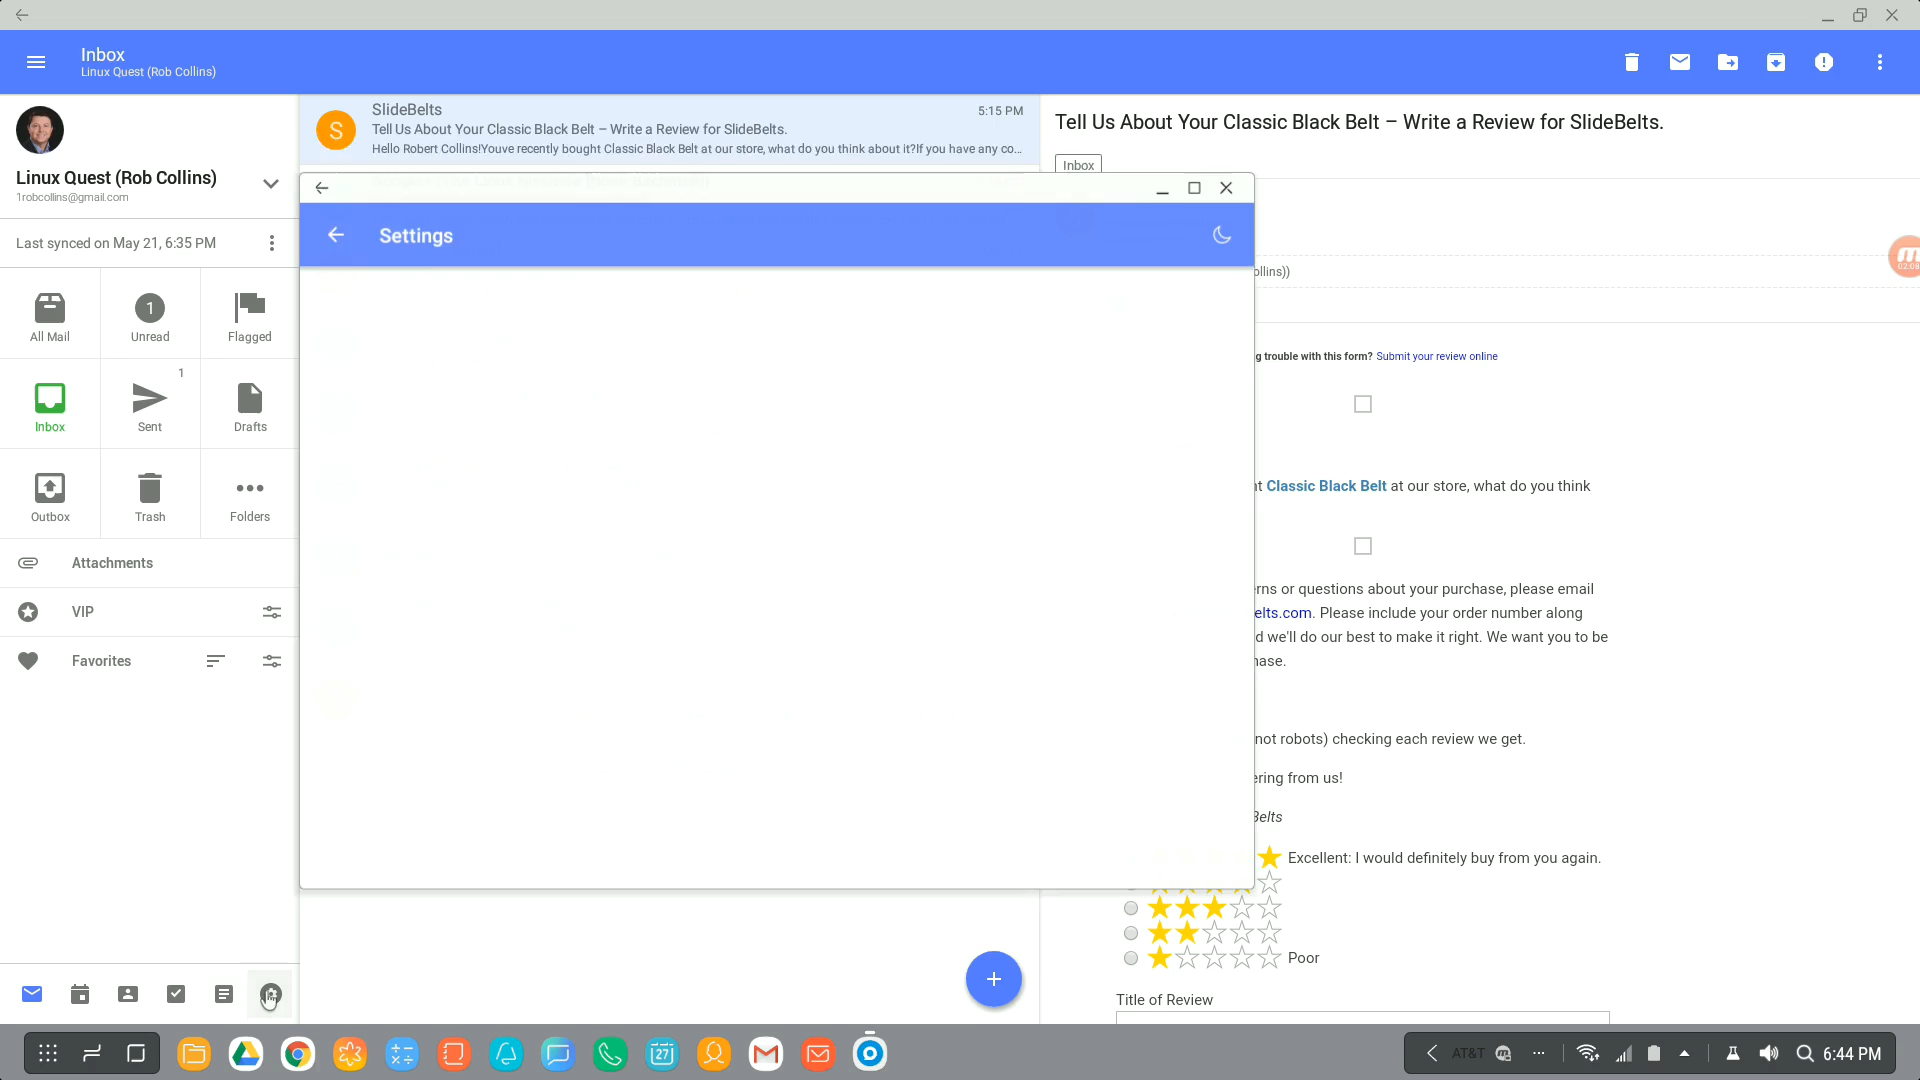 Inbox
Linux Quest (Rob Collins)
Linux Quest (Rob Collins)
1robcollins@gmail.com
Last synced on May 21, 6:35 PM
1
All Mail
Unread
Flagged
1
Inbox
Sent
Drafts
Outbox
Trash
Folders
Attachments
VIP
Favorites
S
SlideBelts
5:15 PM
Tell Us About Your Classic Black Belt – Write a Review for SlideBelts.
Hello Robert Collins!Youve recently bought Classic Black Belt at our store, what do you think about it?If you have any co...
Settings
Tell Us About Your Classic Black Belt – Write a Review for SlideBelts.
Inbox
ollins))
02:08
g trouble with this form? Submit your review online
nt Classic Black Belt at our store, what do you think
rns or questions about your purchase, please email
elts.com. Please include your order number along
d we'll do our best to make it right. We want you to be
hase.
not robots) checking each review we get.
ering from us!
Belts
Excellent: I would definitely buy from you again.
Poor
Title of Review
27
AT&T
6:44 PM